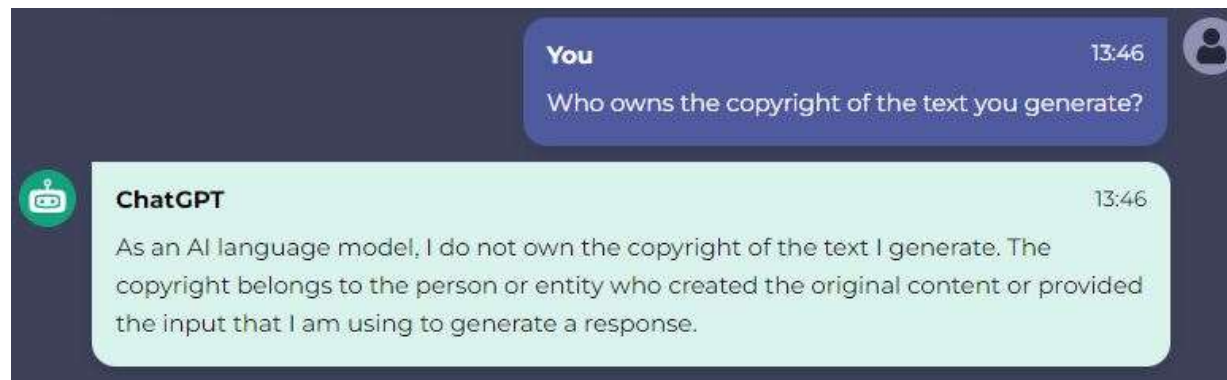 You 13:46
Who owns the copyright of the text you generate?
ChatGPT 13:46
As an AI language model, I do not own the copyright of the text I generate. The
copyright belongs to the person or entity who created the original content or provided
the input that I am using to generate a response.